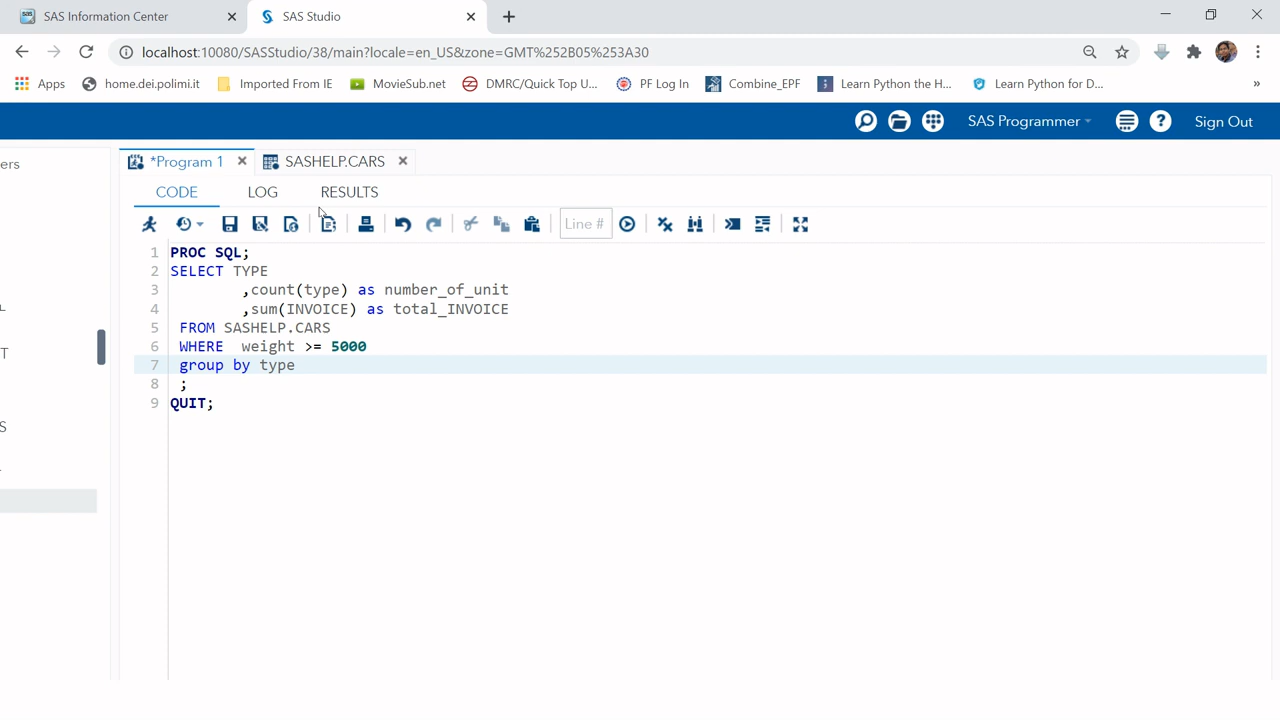 SAS Information Center
SAS Studio
localhost:10080/SASStudio/38/main?locale=en_US&zone=GMT%252B05%253A30
Apps home.dei.polimi.it Imported From IE MovieSub.net DMRC/Quick Top U... PF Log In Combine_EPF Learn Python the H... Learn Python for D... »
SAS Programmer Sign Out
ers
*Program 1 SASHELP.CARS
CODE LOG RESULTS
Line #
1 PROC SQL;
2 SELECT TYPE
3 ,count(type) as number_of_unit
4 ,sum(INVOICE) as total_INVOICE
5 FROM SASHELP.CARS
6 WHERE weight >= 5000
7 group by type
8 ;
9 QUIT;
T
S